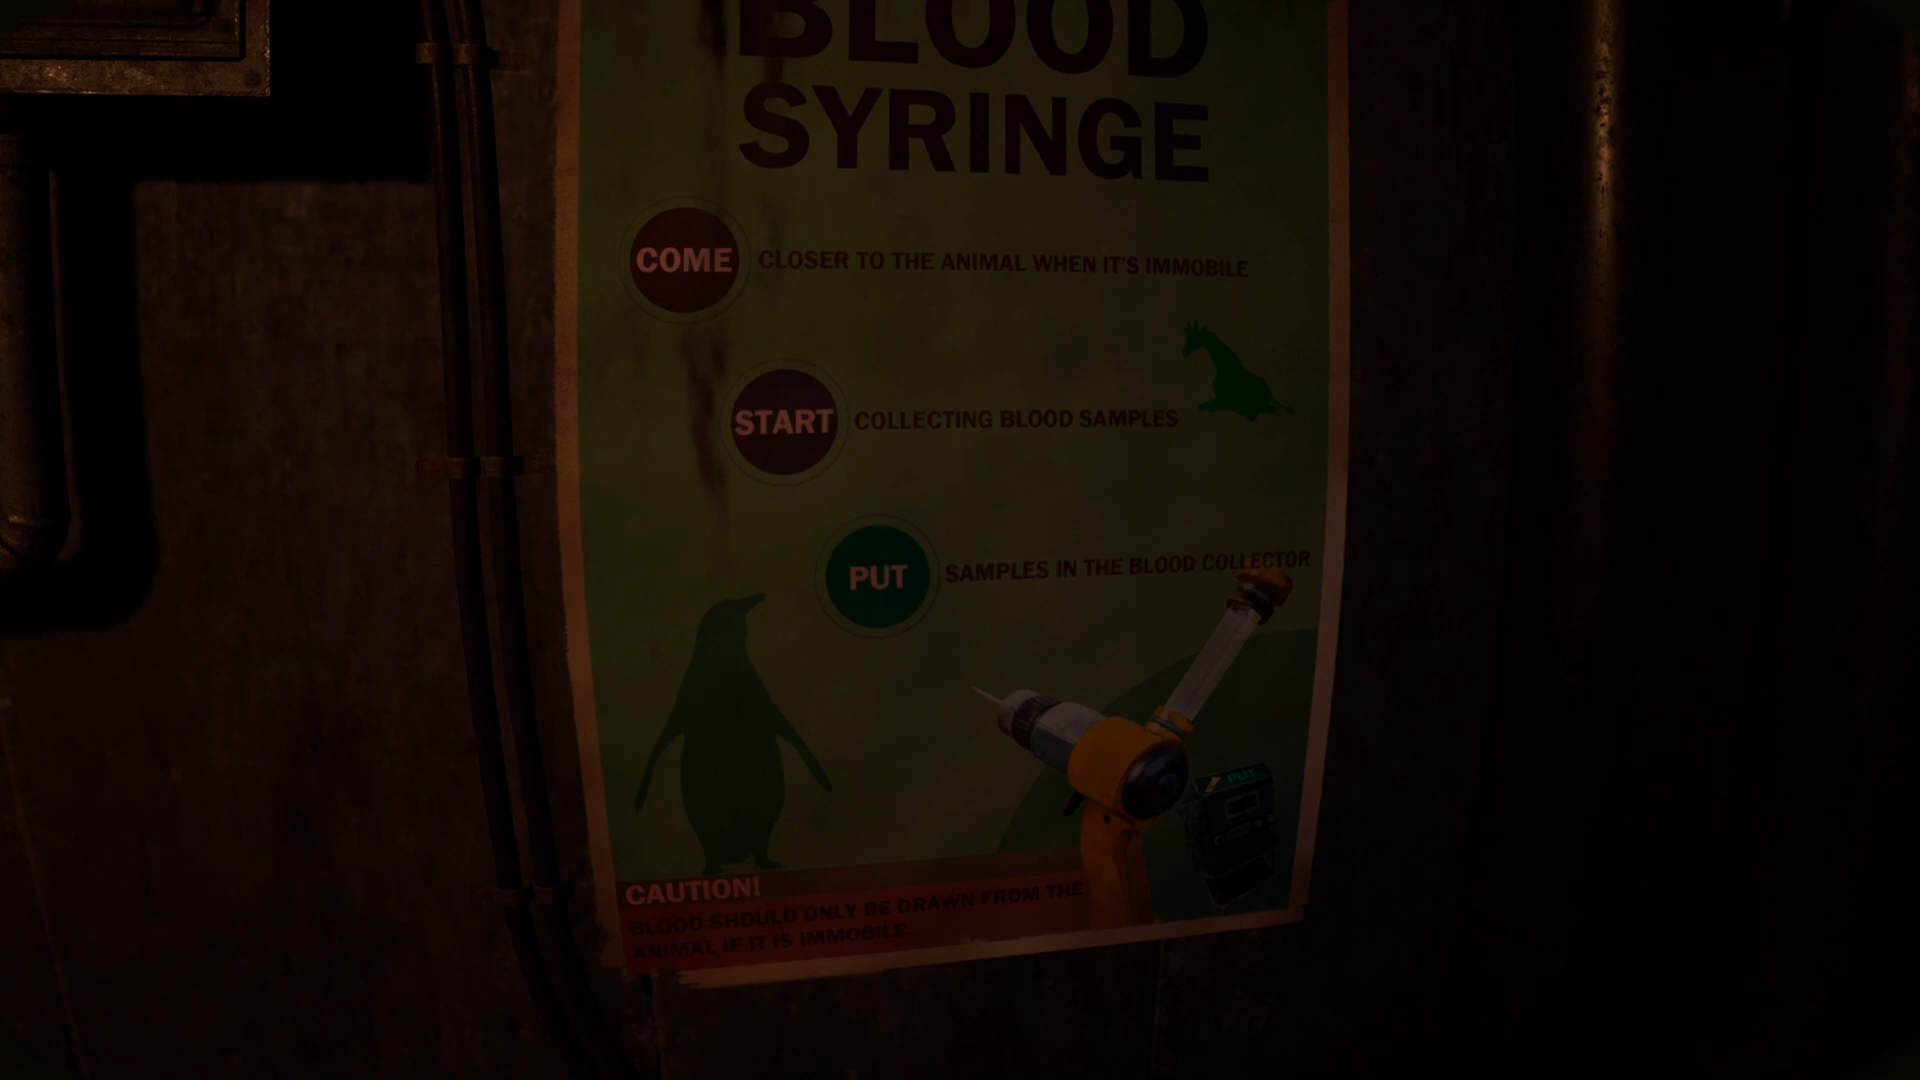 BLOOD
SYRINGE
COME CLOSER TO THE ANIMAL WHEN IT'S IMMOBILE
START COLLECTING BLOOD SAMPLES
PUT SAMPLES IN THE BLOOD COLLECTOR
PUT
CAUTION!
BLOOD SHOULD ONLY BE DRAWN FROM THE
ANIMAL IF IT IS IMMOBILE.